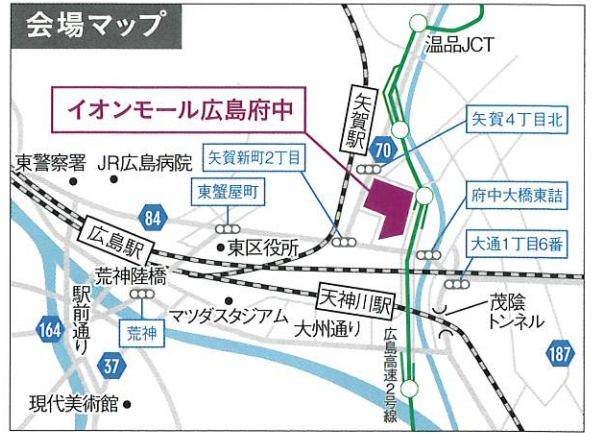 会場マップ
温品JCT
イオンモール広島府中
矢賀駅
70
矢賀4丁目北
東警察署
JR広島病院
矢賀新町2丁目
東蟹屋町
府中大橋東詰
84
広島駅
東区役所
大通1丁目6番
荒神陸橋
天神川駅
茂陰
トンネル
駅前通り
荒神
マツダスタジアム
大州通り
広島高速2号線
164
37
187
現代美術館